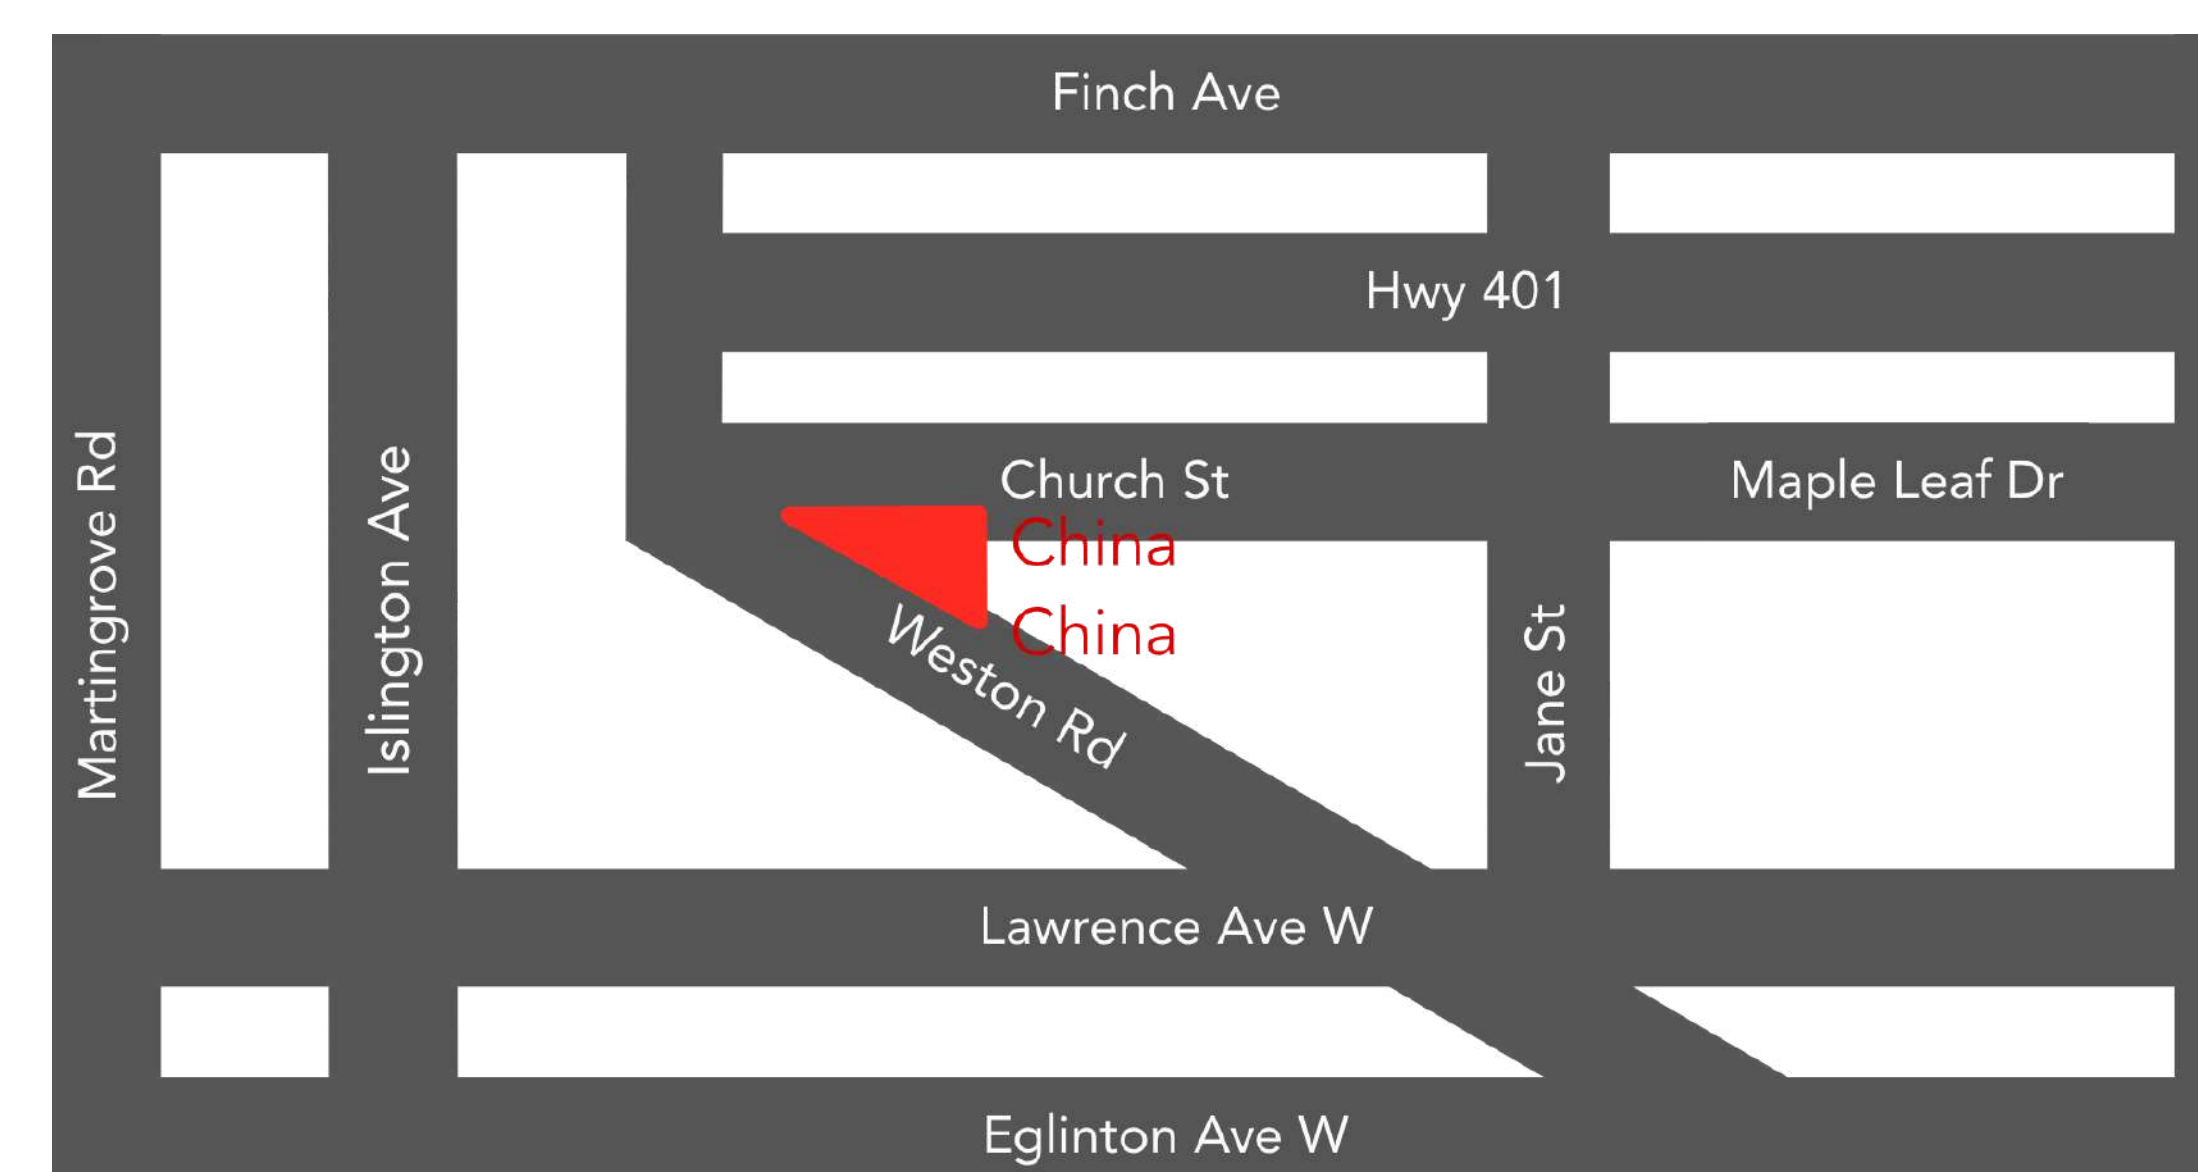 Finch Ave
Hwy 401
Church St
Maple Leaf Dr
China
China
Martingrove Rd
Islington Ave
Weston Rd
Jane St
Lawrence Ave W
Eglinton Ave W